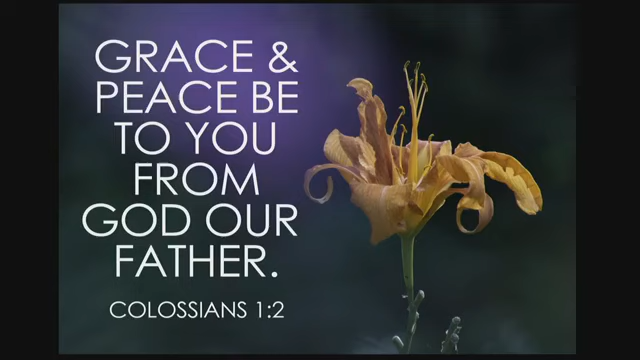 GRACE &
PEACE BE
TO YOU
FROM
GOD OUR
FATHER.
COLOSSIANS 1:2